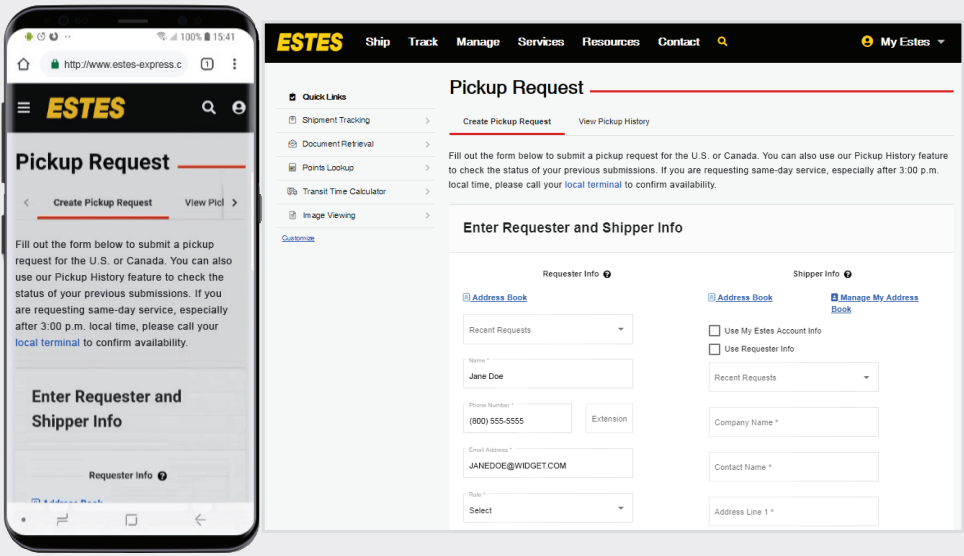 100% 15:41
http://www.estes-express.c
1
ESTES
Pickup Request
Create Pickup Request View Pic
Fill out the form below to submit a pickup
request for the U.S. or Canada. You can also
use our Pickup History feature to check the
status of your previous submissions. If you
are requesting same-day service, especially
after 3:00 p.m. local time, please call your
local terminal to confirm availability.
Enter Requester and
Shipper Info
Requester Info ?
Address Book
ESTES Ship Track Manage Services Resources Contact My Estes
Quick Links
Shipment Tracking
Document Retrieval
Points Lookup
Transit Time Calculator
Image Viewing
Customize
Pickup Request
Create Pickup Request View Pickup History
Fill out the form below to submit a pickup request for the U.S. or Canada. You can also use our Pickup History feature
to check the status of your previous submissions. If you are requesting same-day service, especially after 3:00 p.m.
local time, please call your local terminal to confirm availability.
Enter Requester and Shipper Info
Requester Info ?
Address Book
Recent Requests
Name *
Jane Doe
Phone Number *
(800) 555-5555
Extension
Email Address *
JANEDOE@WIDGET.COM
Role *
Select
Shipper Info ?
Address Book Manage My Address
Book
Use My Estes Account Info
Use Requester Info
Recent Requests
Company Name *
Contact Name *
Address Line 1 *